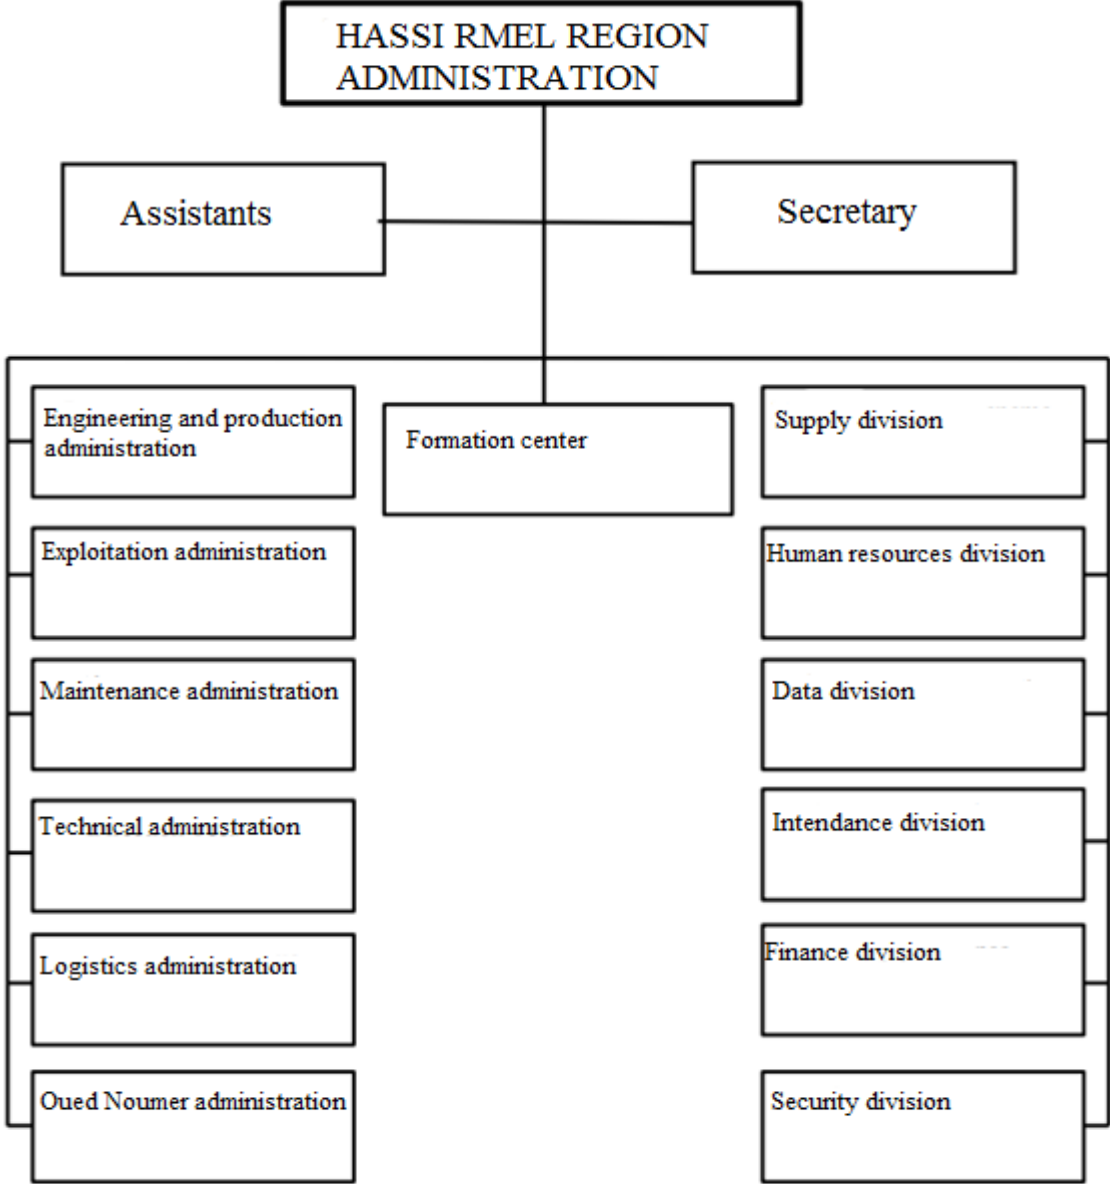 HASSI RMEL REGION
ADMINISTRATION
Assistants
Secretary
Engineering and production
administration
Formation center
Supply division
Exploitation administration
Human resources division
Maintenance administration
Data division
Technical administration
Intendance division
Logistics administration
Finance division
Oued Noumer administration
Security division